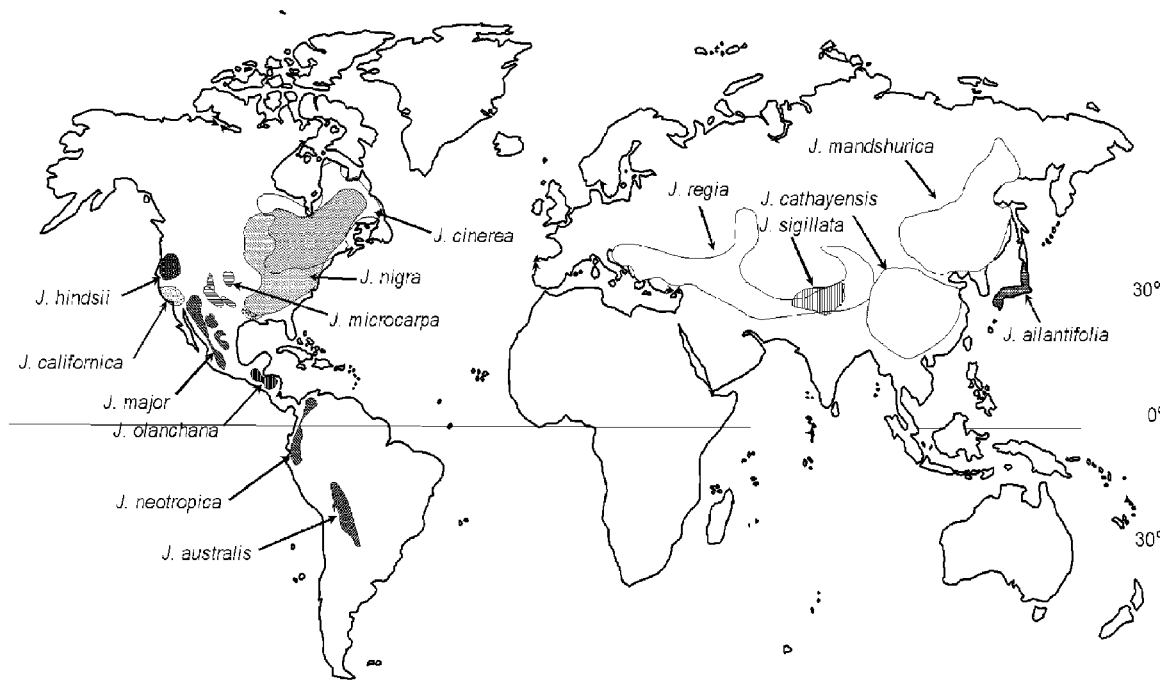 J. mandshurica
J. regia
J. cathayensis
J. sigillata
J. cinerea
J. nigra
J. hindsii
30°
J. microcarpa
J. ailantifolia
J. californica
J. major
0°
J. olanchana
J. neotropica
30°
J. australis